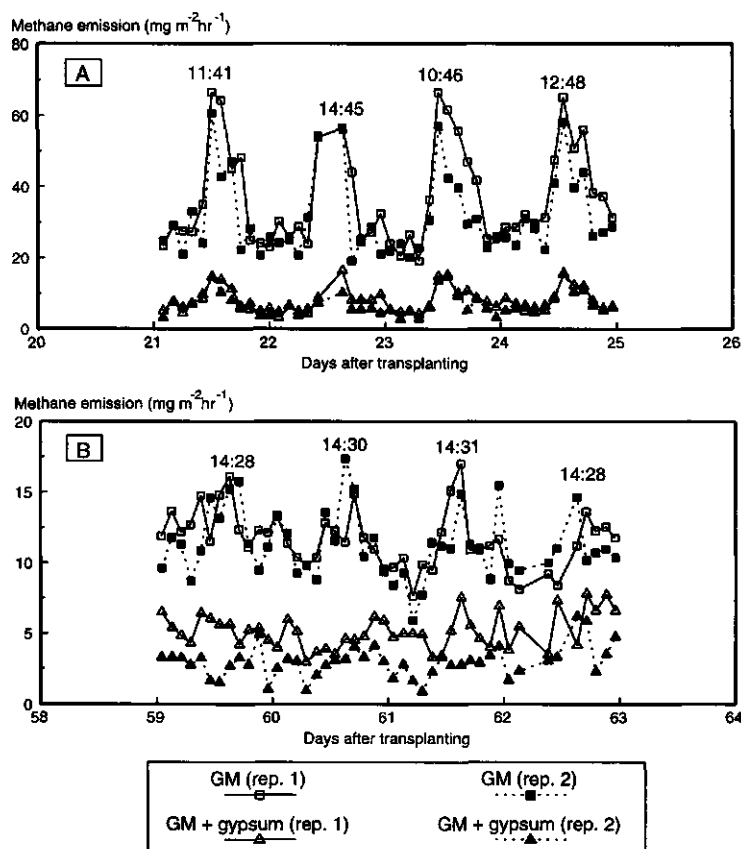 Methane emission (mg m⁻²hr⁻¹)
80
A
11:41
14:45
10:46
12:48
60
40
20
0
20 21 22 23 24 25 26
Days after transplanting
Methane emission (mg m⁻²hr⁻¹)
20
B
14:28
14:30
14:31
14:28
15
10
5
0
58 59 60 61 62 63 64
Days after transplanting
GM (rep. 1) GM (rep. 2)
GM + gypsum (rep. 1) GM + gypsum (rep. 2)